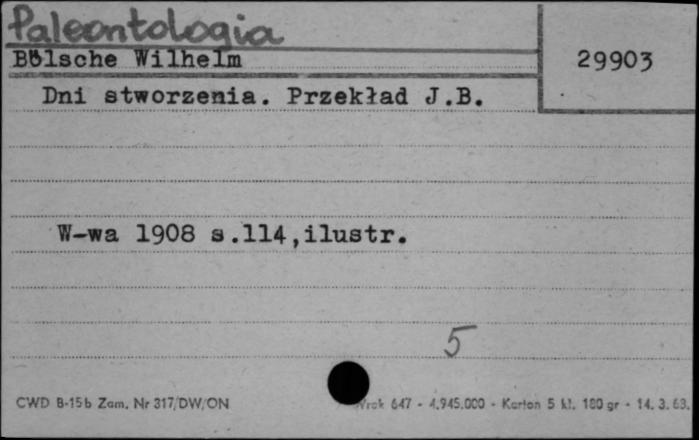 Paleontologia
Bölsche Wilhelm
29903
Dni stworzenia. Przekład J.B.
W-wa 1908 s.114,ilustr.
5
CWD B-15b Zam. Nr 317/DW/ON
647 - 4.945.000 - Karton 5 kl. 180 gr - 14. 3. 63.